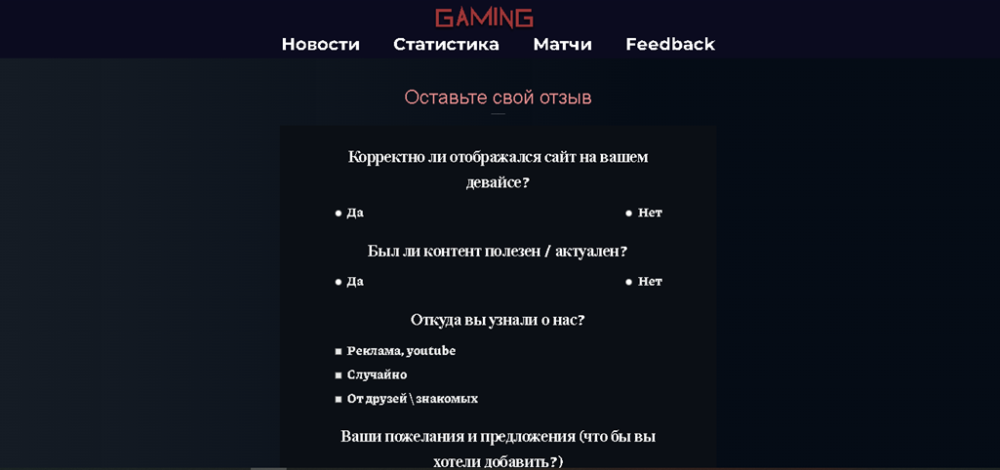 GAMING
Новости Статистика Матчи Feedback
Оставьте свой отзыв
Корректно ли отображался сайт на вашем
девайсе?
Да Нет
Был ли контент полезен / актуален?
Да Нет
Откуда вы узнали о нас?
Реклама, youtube
Случайно
От друзей \ знакомых
Ваши пожелания и предложения (что бы вы
хотели добавить?)